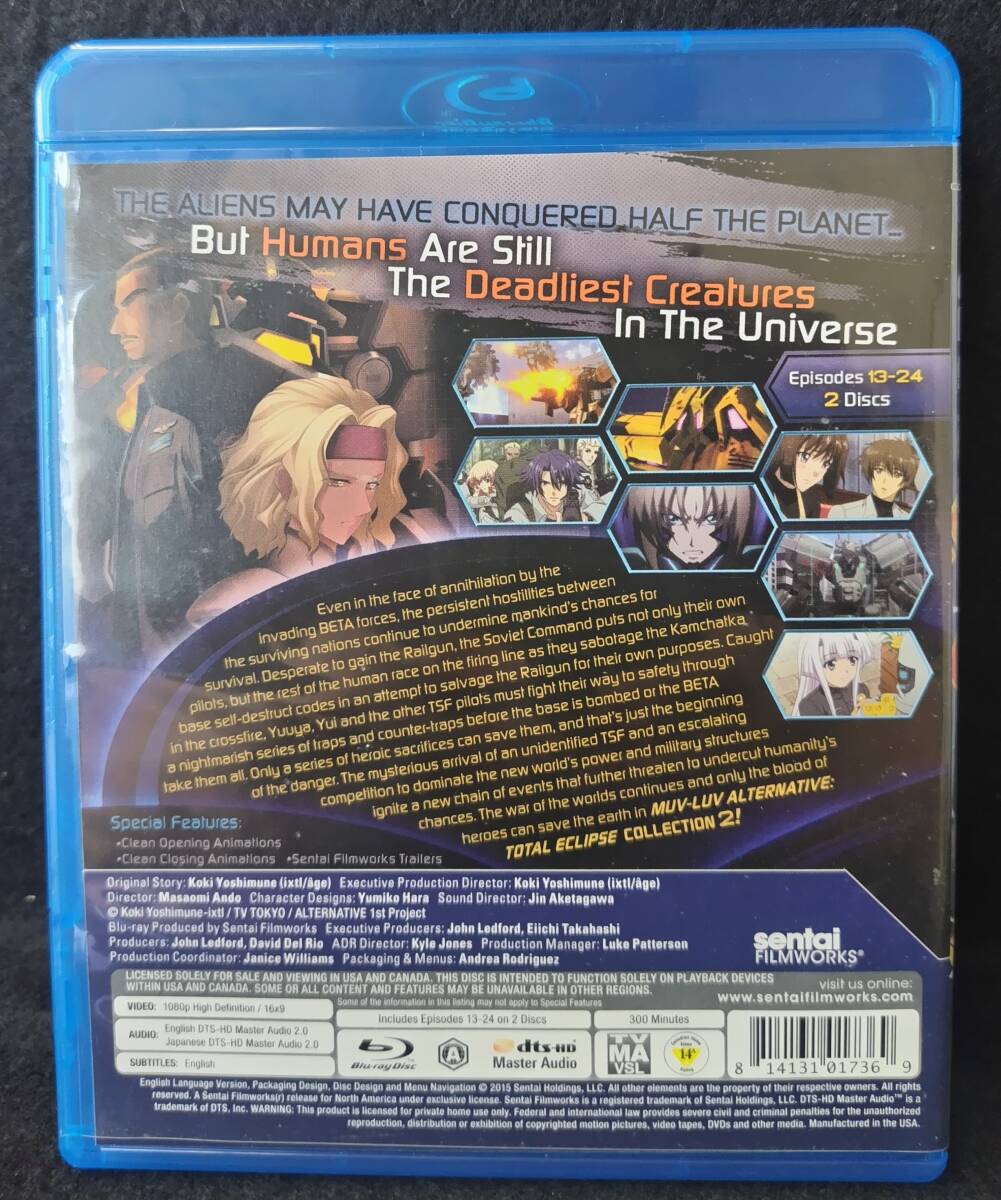 THE ALIENS MAY HAVE CONQUERED HALF THE PLANET...
But Humans Are Still
The Deadliest Creatures
In The Universe
Episodes 13-24
2 Discs
Even in the face of annihilation by the
invading BETA forces, the persistent hostilities between
the surviving nations continue to undermine mankind's chances for
survival. Desperate to gain the Railgun, the Soviet Command puts not only their own
pilots, but the rest of the human race on the firing line as they sabotage the Kamchatka
base self-destruct codes in an attempt to salvage the Railgun for their own purposes. Caught
in the crossfire, Yuuya, Yui and the other TSF pilots must fight their way to safety through
a nightmarish series of traps and counter-traps before the base is bombed or the BETA
take them all. Only a series of heroic sacrifices can save them, and that's just the beginning
of the danger. The mysterious arrival of an unidentified TSF and an escalating
competition to dominate the new world's power and military structures
ignite a new chain of events that further threaten to undercut humanity's
chances. The war of the worlds continues and only the blood of
heroes can save the earth in MUV-LUV ALTERNATIVE:
TOTAL ECLIPSE COLLECTION 2!
Special Features:
•Clean Opening Animations
•Clean Closing Animations •Sentai Filmworks Trailers
Original Story: Koki Yoshimune (ixtl/âge) Executive Production Director: Koki Yoshimune (ixtl/âge)
Director: Masaomi Ando Character Designs: Yumiko Hara Sound Director: Jin Aketagawa
© Koki Yoshimune-ixtl / TV TOKYO / ALTERNATIVE 1st Project
Blu-ray Produced by Sentai Filmworks Executive Producers: John Ledford, Eiichi Takahashi
Producers: John Ledford, David Del Rio ADR Director: Kyle Jones Production Manager: Luke Patterson
Production Coordinator: Janice Williams Packaging & Menus: Andrea Rodriguez
sentai
FILMWORKS®
LICENSED SOLELY FOR SALE AND VIEWING IN USA AND CANADA. THIS DISC IS INTENDED TO FUNCTION SOLELY ON PLAYBACK DEVICES
WITHIN USA AND CANADA. SOME OR ALL CONTENT AND FEATURES MAY BE UNAVAILABLE IN OTHER REGIONS.
visit us online:
www.sentaifilmworks.com
Some of the information in this listing may not apply to Special Features
VIDEO: 1080p High Definition / 16x9
AUDIO: English DTS-HD Master Audio 2.0
Japanese DTS-HD Master Audio 2.0
SUBTITLES: English
Includes Episodes 13-24 on 2 Discs
Blu-ray Disc
A
dts-HD
Master Audio
300 Minutes
TV
MA
VSL
14
8 14131 01736 9
English Language Version, Packaging Design, Disc Design and Menu Navigation © 2015 Sentai Holdings, LLC. All other elements are the property of their respective owners. All rights
reserved. A Sentai Filmworks(r) release for North America under exclusive license. Sentai Filmworks is a registered trademark of Sentai Holdings, LLC. DTS-HD Master Audio™ is a
trademark of DTS, Inc. WARNING: This product is licensed for private home use only. Federal and international law provides severe civil and criminal penalties for the unauthorized
reproduction, distribution or exhibition of copyrighted motion pictures, video tapes, DVDs and other media. Manufactured in the USA.